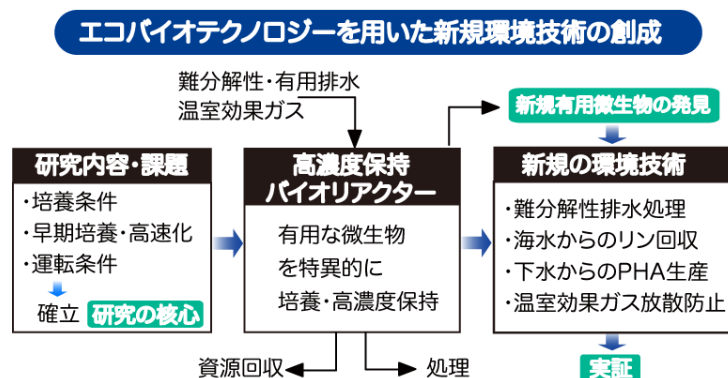 エコバイオテクノロジーを用いた新規環境技術の創成
難分解性・有用排水
温室効果ガス
新規有用微生物の発見
研究内容・課題
・培養条件
・早期培養・高速化
・運転条件
確立 研究の核心
高濃度保持
バイオリアクター
有用な微生物
を特異的に
培養・高濃度保持
資源回収
処理
新規の環境技術
・難分解性排水処理
・海水からのリン回収
・下水からのPHA生産
・温室効果ガス放散防止
実証